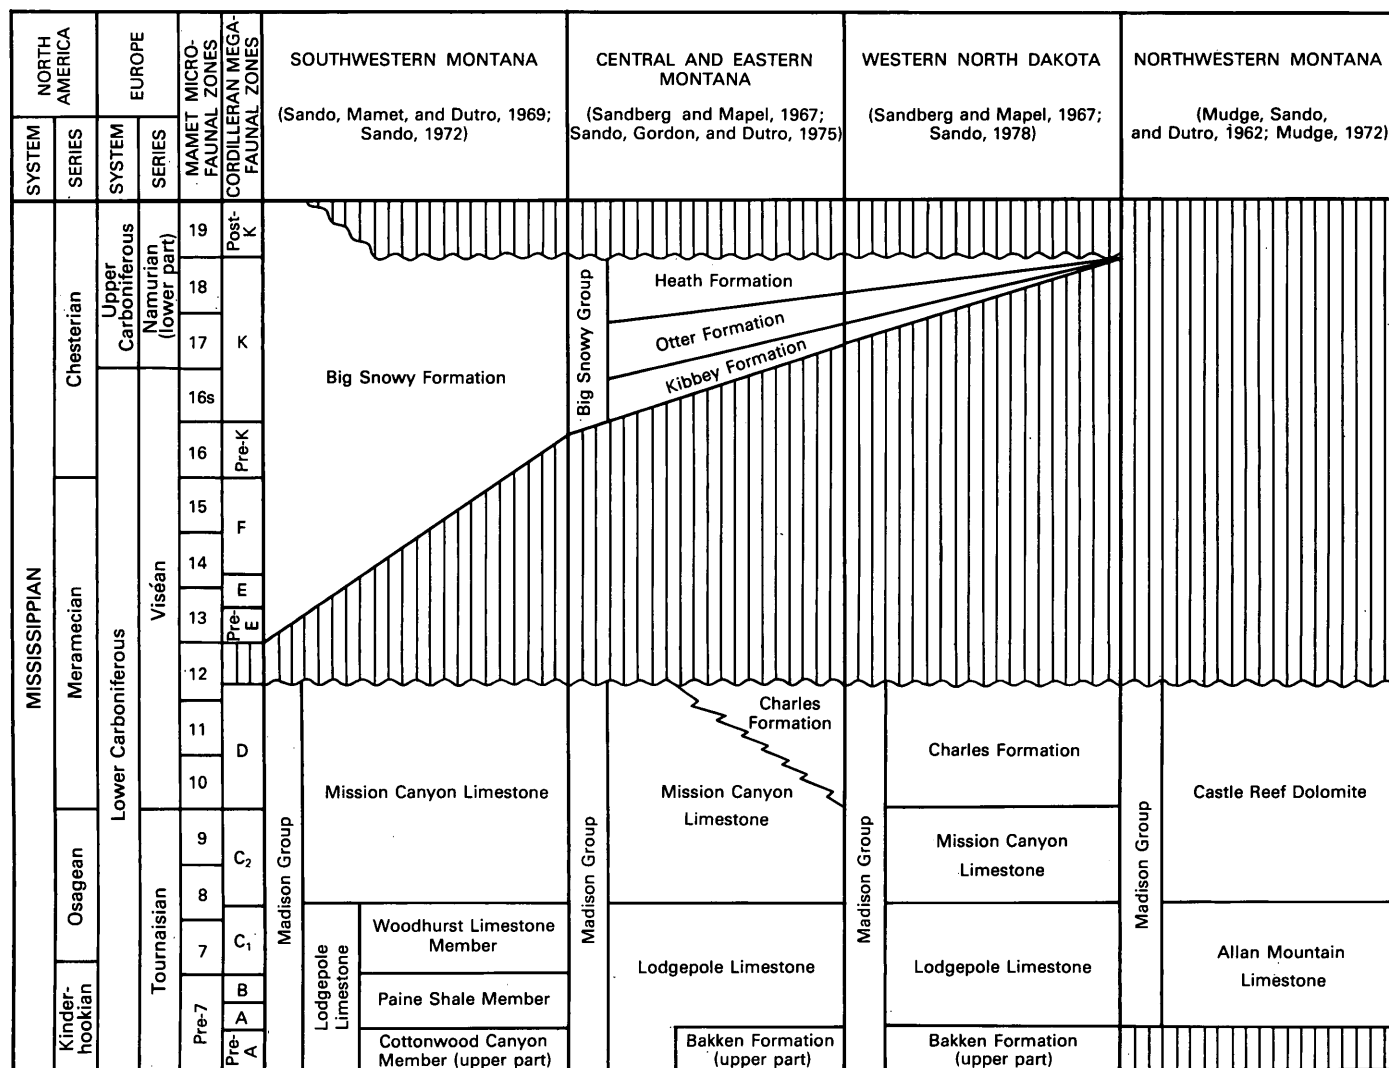 NORTH
AMERICA
EUROPE
MAMET MICRO-
FAUNAL ZONES
CORDILLERAN MEGA-
FAUNAL ZONES
SYSTEM
SERIES
SYSTEM
SERIES
SOUTHWESTERN MONTANA
(Sando, Mamet, and Dutro, 1969;
Sando, 1972)
CENTRAL AND EASTERN
MONTANA
(Sandberg and Mapel, 1967;
Sando, Gordon, and Dutro, 1975)
WESTERN NORTH DAKOTA
(Sandberg and Mapel, 1967;
Sando, 1978)
NORTHWESTERN MONTANA
(Mudge, Sando,
and Dutro, 1962; Mudge, 1972)
MISSISSIPPIAN
Chesterian
Meramecian
Osagean
Kinder-
hookian
Upper
Carboniferous
Lower Carboniferous
Namurian
(lower part)
Viséan
Tournaisian
19
18
17
16s
16
15
14
13
12
11
10
9
8
7
Pre-7
Post-
K
K
Pre-K
F
E
Pre-
E
D
C2
C1
B
A
Pre-
A
Big Snowy Formation
Madison Group
Mission Canyon Limestone
Lodgepole
Limestone
Woodhurst Limestone
Member
Paine Shale Member
Cottonwood Canyon
Member (upper part)
Big Snowy Group
Heath Formation
Otter Formation
Kibbey Formation
Madison Group
Charles
Formation
Mission Canyon
Limestone
Lodgepole Limestone
Bakken Formation
(upper part)
Madison Group
Charles Formation
Mission Canyon
Limestone
Lodgepole Limestone
Bakken Formation
(upper part)
Madison Group
Castle Reef Dolomite
Allan Mountain
Limestone